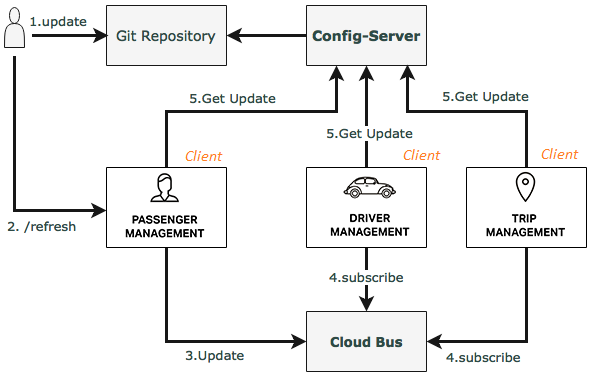 1.update
Git Repository
Config-Server
5.Get Update
5.Get Update
5.Get Update
Client
Client
Client
2. /refresh
PASSENGER
MANAGEMENT
DRIVER
MANAGEMENT
TRIP
MANAGEMENT
4.subscribe
3.Update
Cloud Bus
4.subscribe